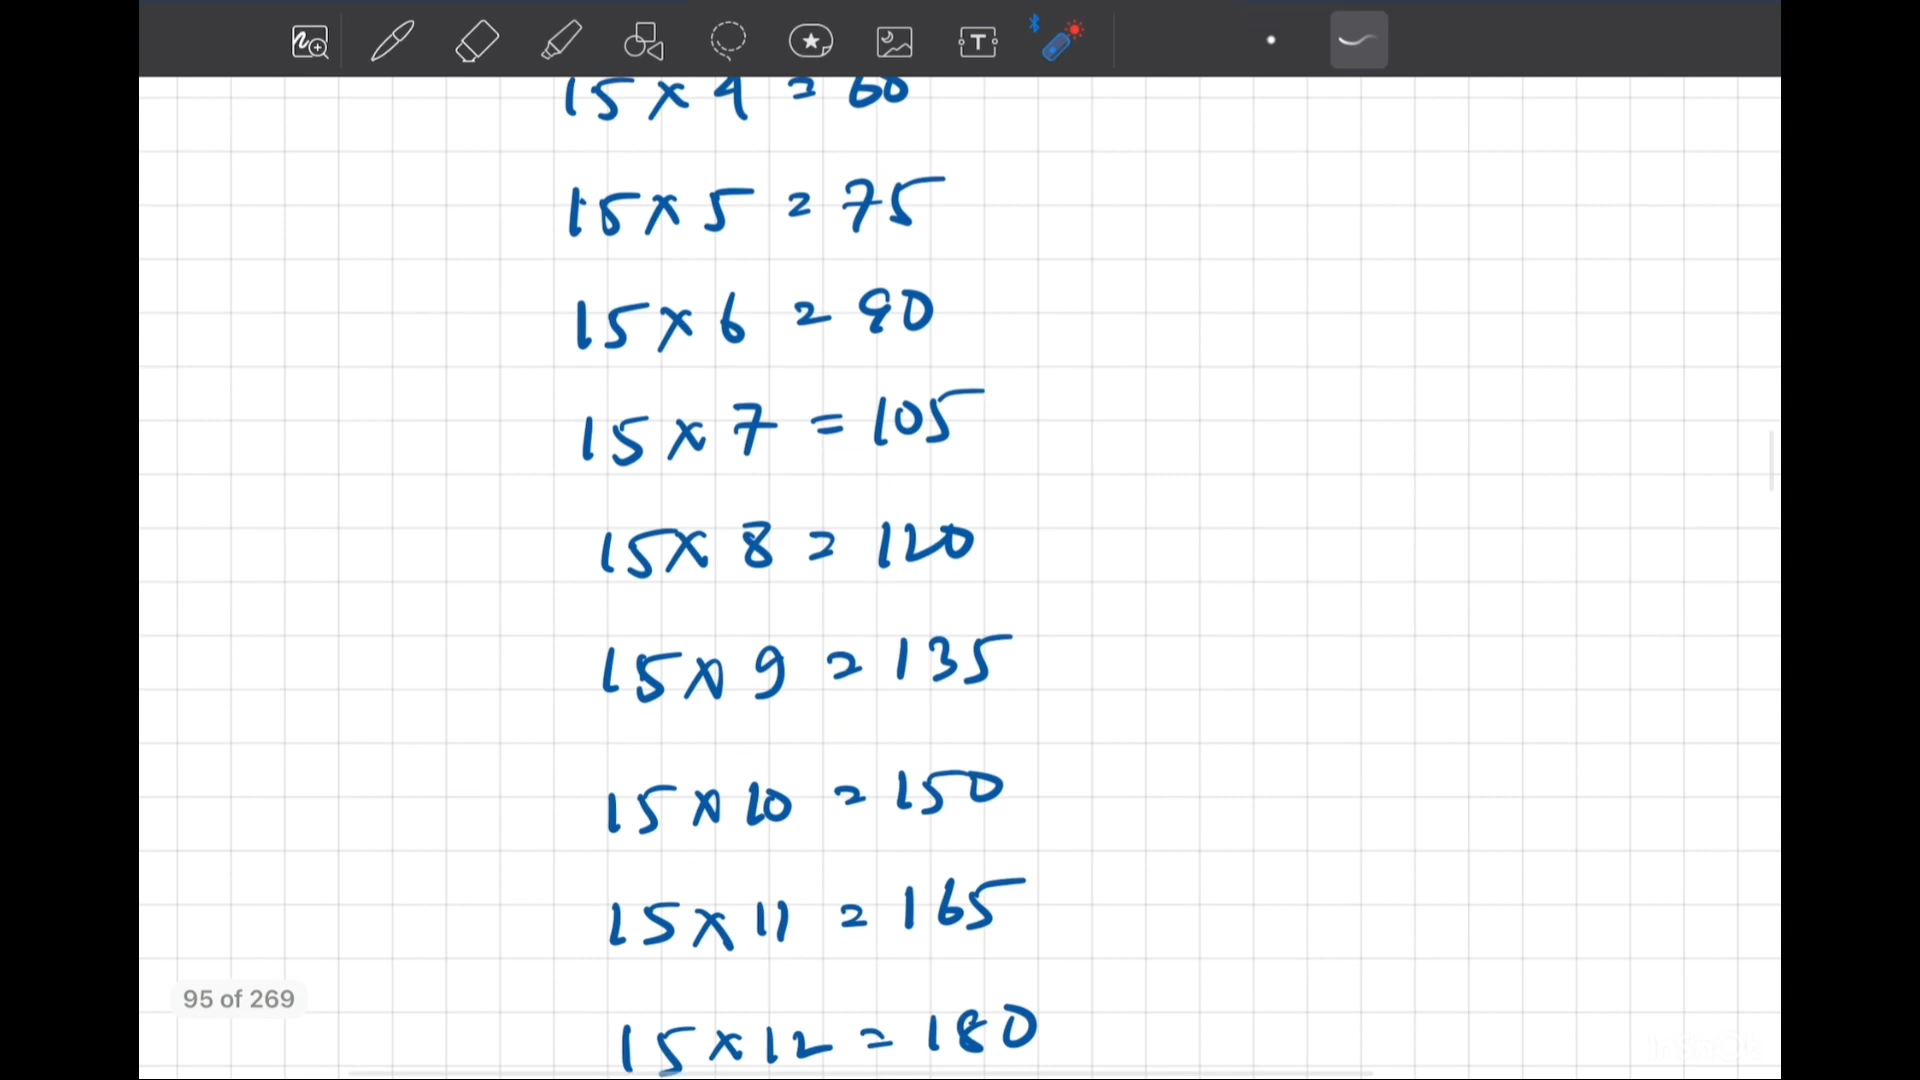 15 x 4 = 60
15 x 5 = 75
15 x 6 = 90
15 x 7 = 105
15 x 8 = 120
15 x 9 = 135
15 x 10 = 150
15 x 11 = 165
95 of 269
15 x 12 = 180